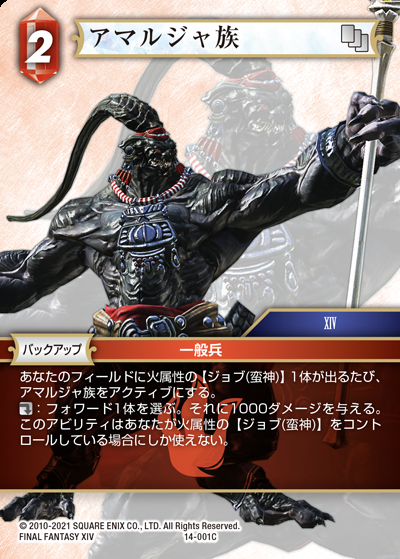 2
アマルジャ族
XIV
バックアップ
一般兵
あなたのフィールドに火属性の【ジョブ(蛮神)】1体が出るたび、
アマルジャ族をアクティブにする。
:フォワード1体を選ぶ。それに1000ダメージを与える。
このアビリティはあなたが火属性の【ジョブ(蛮神)】をコント
ロールしている場合にしか使えない。
© 2010-2021 SQUARE ENIX CO., LTD. All Rights Reserved.
FINAL FANTASY XIV
14-001C